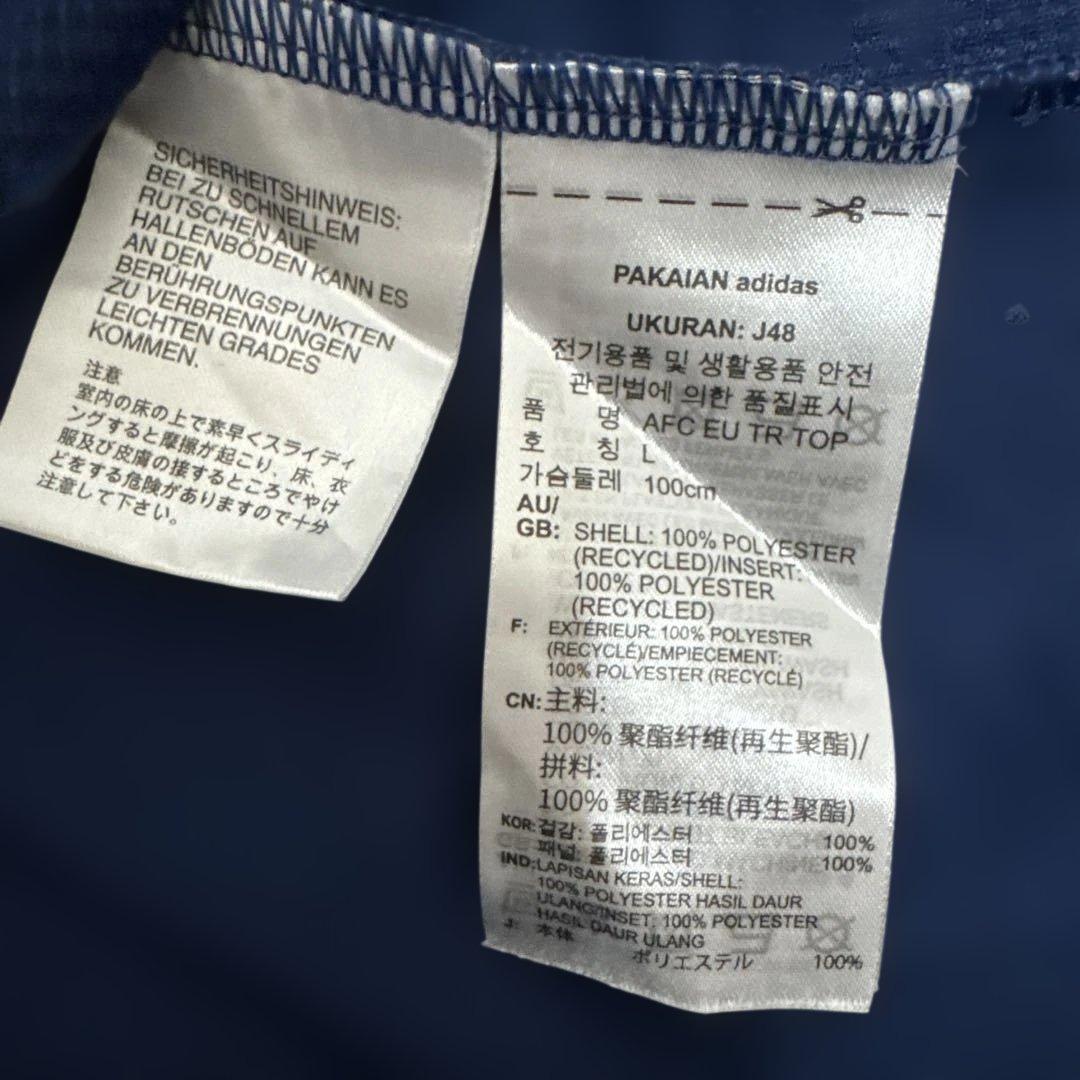 SICHERHEITSHINWEIS:
BEI ZU SCHNELLEM
RUTSCHEN AUF
HALLENBÖDEN KANN ES
AN DEN
BERÜHRUNGSPUNKTEN
ZU VERBRENNUNGEN
LEICHTEN GRADES
KOMMEN.
注意
室内の床の上で素早くスライディ
ングすると摩擦が起こり、床、衣
服及び皮膚の接するところでやけ
どをする危険がありますので十分
注意して下さい。
PAKAIAN adidas
UKURAN: J48
전기용품 및 생활용품 안전
관리법에 의한 품질표시
품 명 AFC EU TR TOP
호 칭 L
가슴둘레 100cm
AU/
GB: SHELL: 100% POLYESTER
(RECYCLED)/INSERT:
100% POLYESTER
(RECYCLED)
F: EXTÉRIEUR: 100% POLYESTER
(RECYCLÉ)/EMPIECEMENT:
100% POLYESTER (RECYCLÉ)
CN: 主料:
100% 聚酯纤维(再生聚酯)/
拼料:
100% 聚酯纤维(再生聚酯)
KOR: 겉감: 폴리에스터 100%
패널: 폴리에스터 100%
IND: LAPISAN KERAS/SHELL:
100% POLYESTER HASIL DAUR
ULANG/INSET: 100% POLYESTER
HASIL DAUR ULANG
J: 本体
ポリエステル 100%